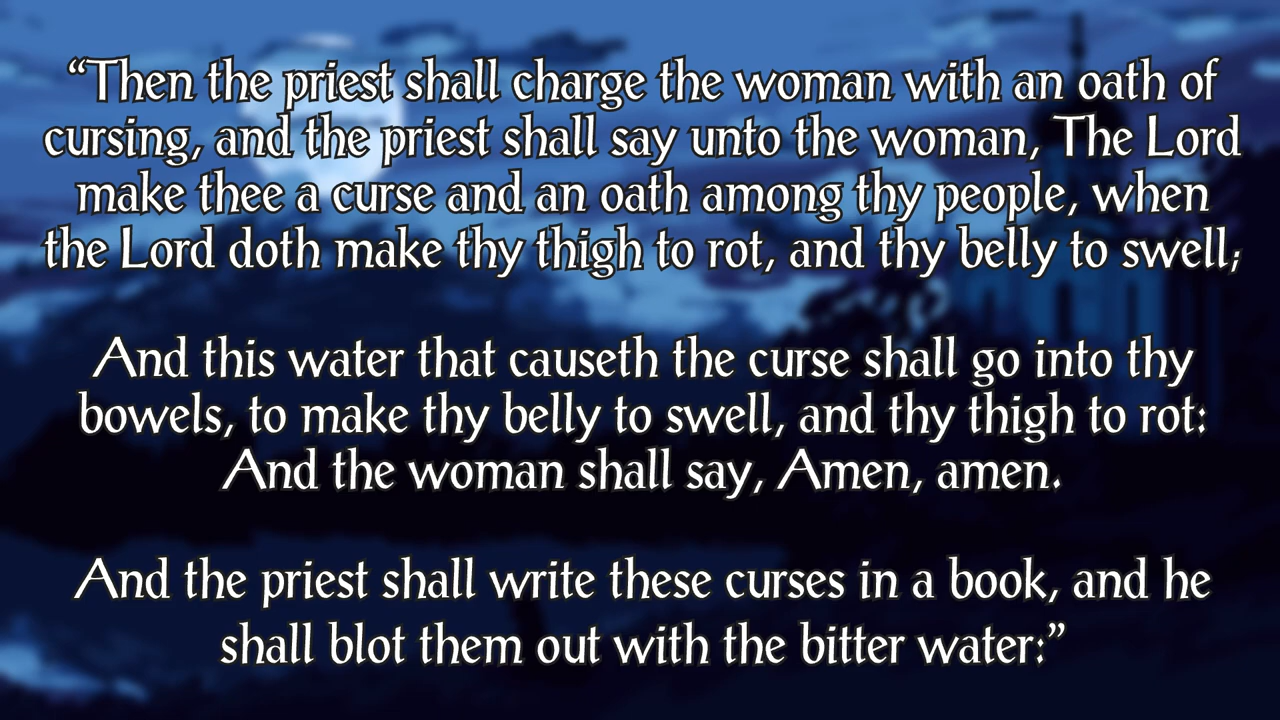 “Then the priest shall charge the woman with an oath of
cursing, and the priest shall say unto the woman, The Lord
make thee a curse and an oath among thy people, when
the Lord doth make thy thigh to rot, and thy belly to swell;
And this water that causeth the curse shall go into thy
bowels, to make thy belly to swell, and thy thigh to rot:
And the woman shall say, Amen, amen.
And the priest shall write these curses in a book, and he
shall blot them out with the bitter water:”